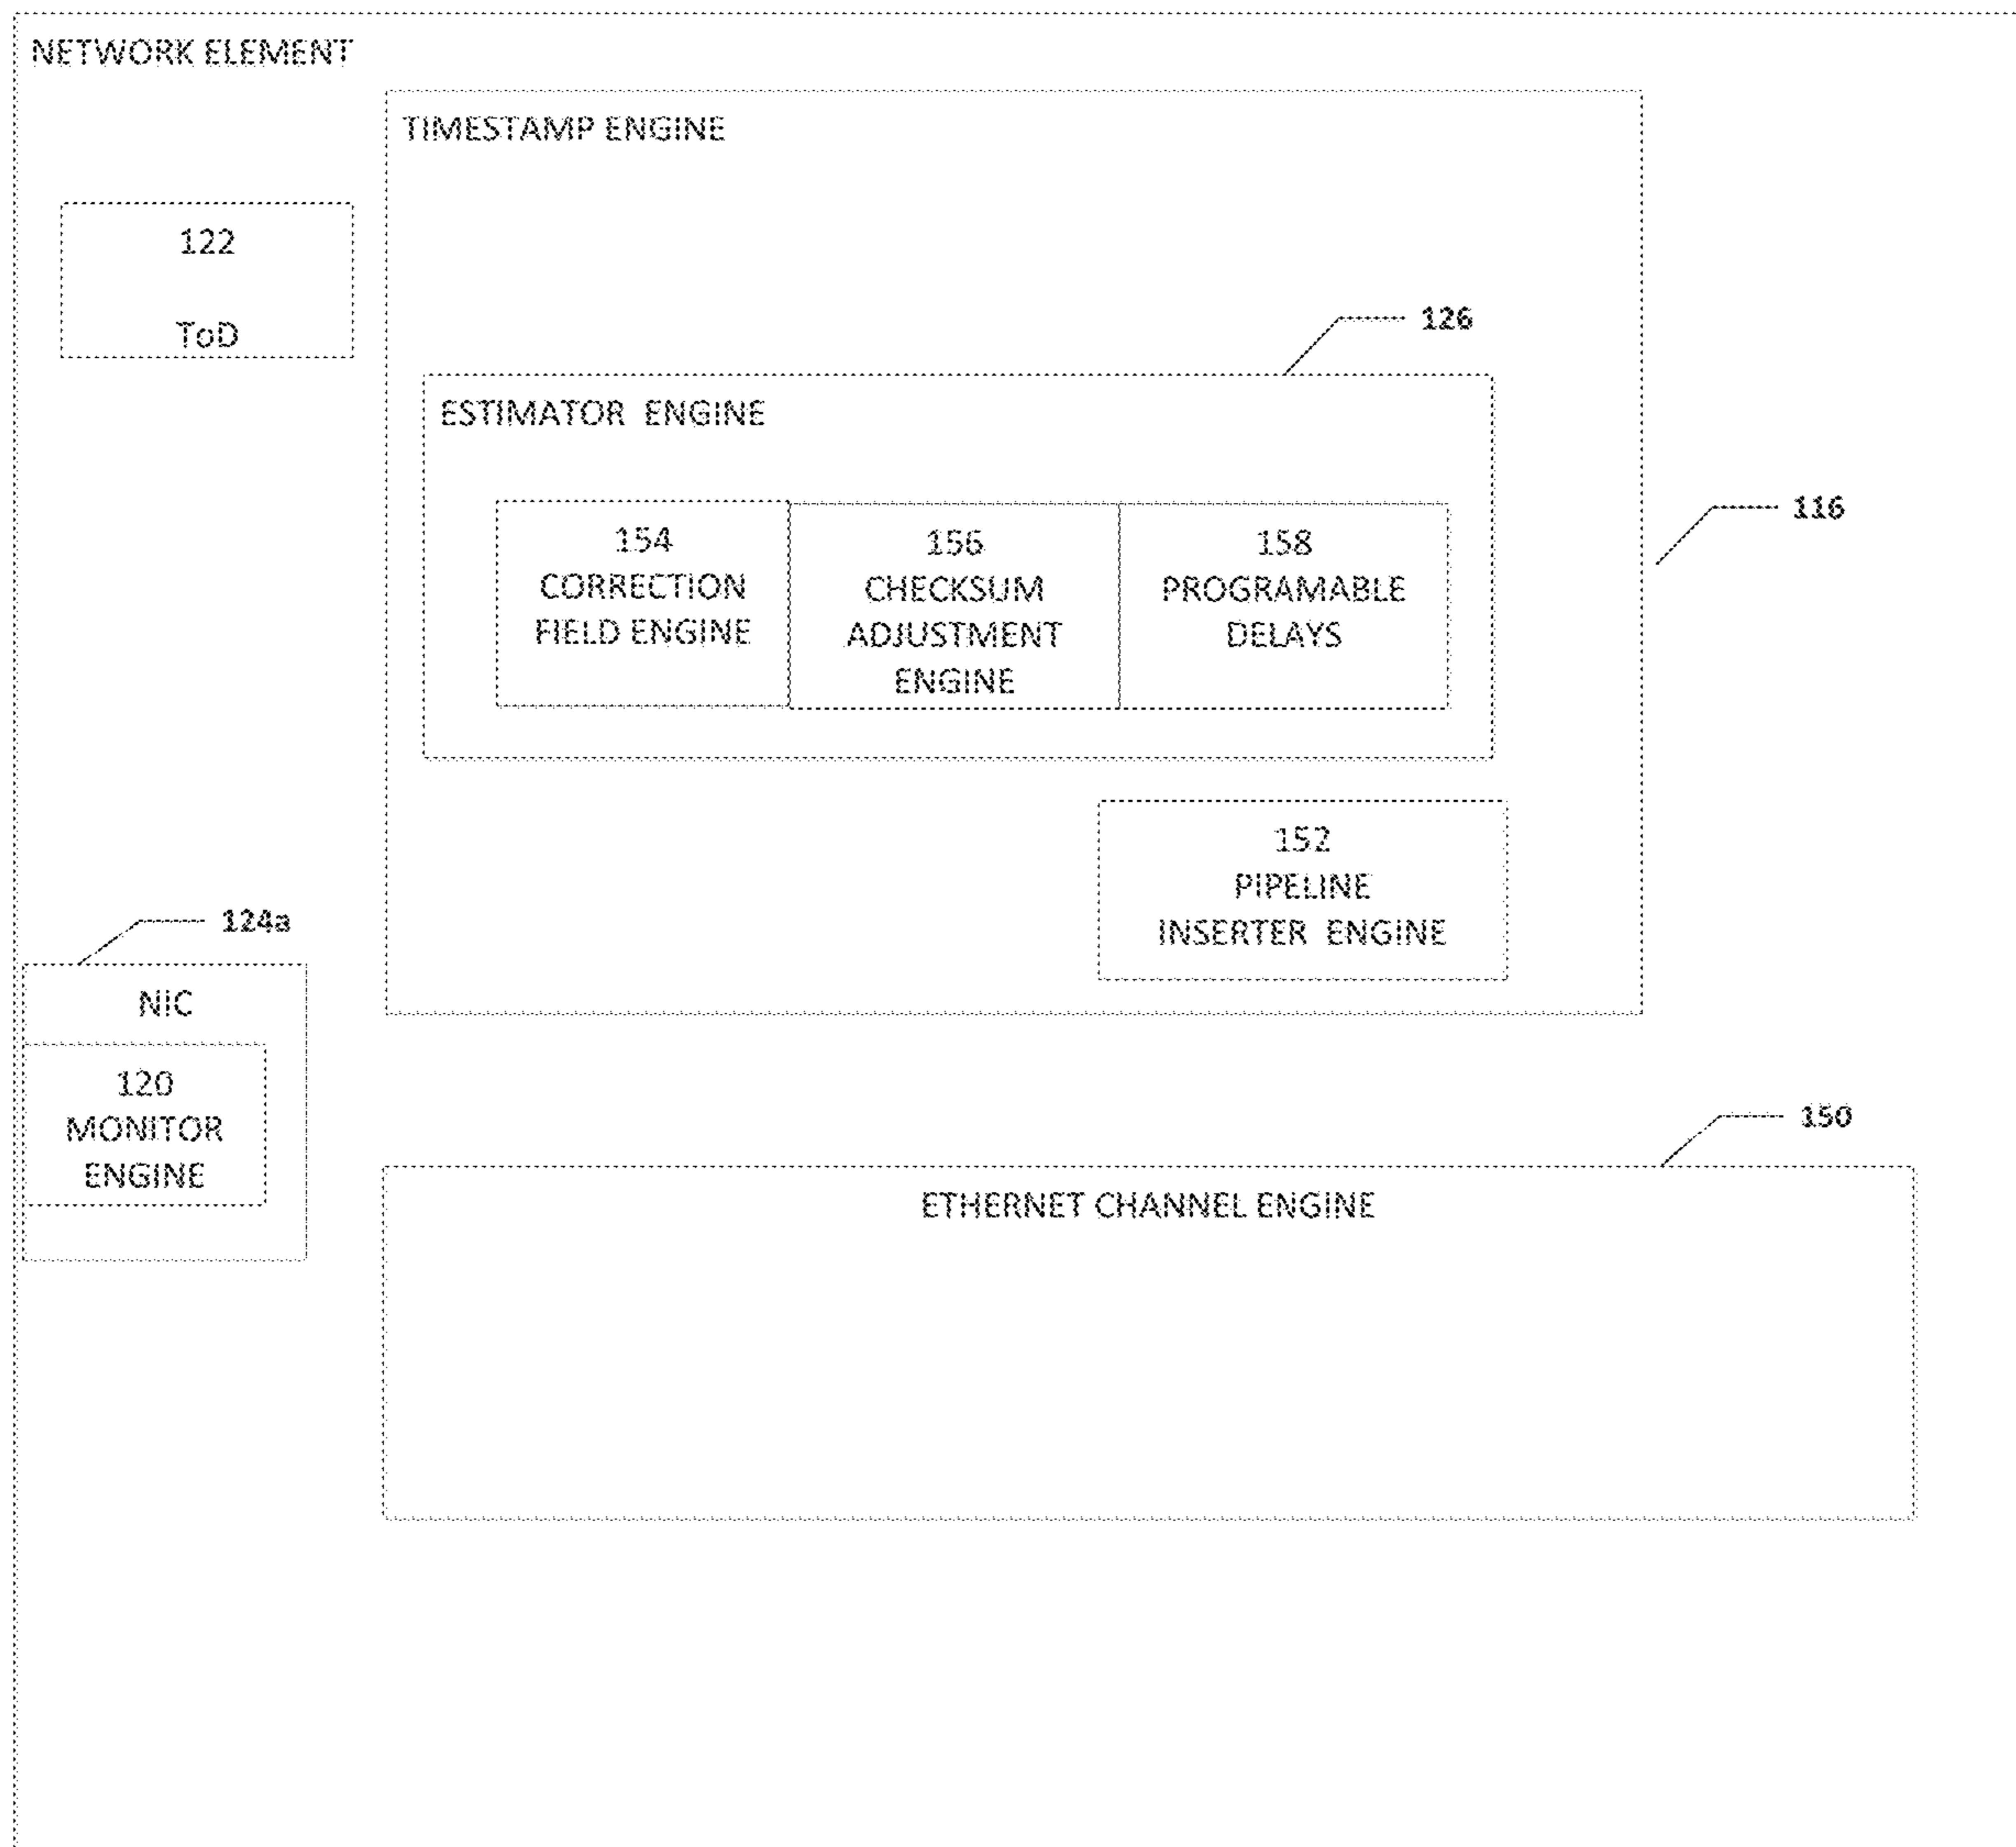 NETWORK ELEMENT
TIMESTAMP ENGINE
122
ToD
126
ESTIMATOR ENGINE
116
154
CORRECTION
FIELD ENGINE
156
CHECKSUM
ADJUSTMENT
ENGINE
158
PROGRAMABLE
DELAYS
152
PIPELINE
INSERTER ENGINE
124a
NIC
120
MONITOR
ENGINE
150
ETHERNET CHANNEL ENGINE